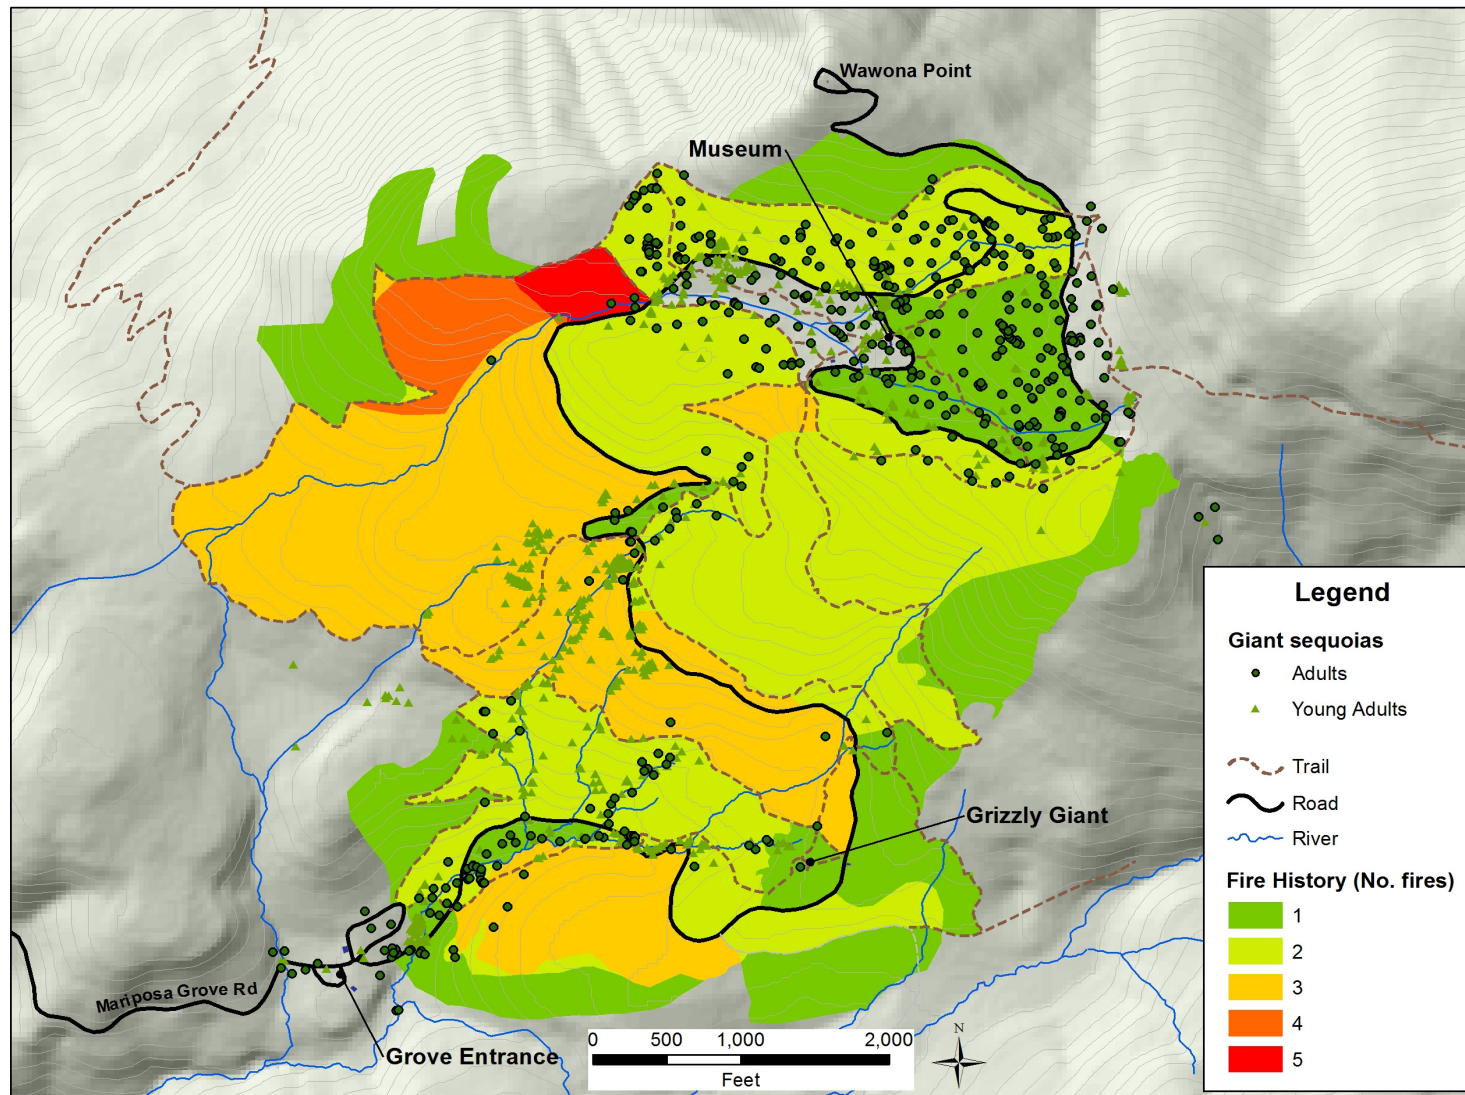 Wawona Point
Museum
Grizzly Giant
Mariposa Grove Rd
Grove Entrance
0 500 1,000 2,000
Feet
N
Legend
Giant sequoias
Adults
Young Adults
Trail
Road
River
Fire History (No. fires)
1
2
3
4
5